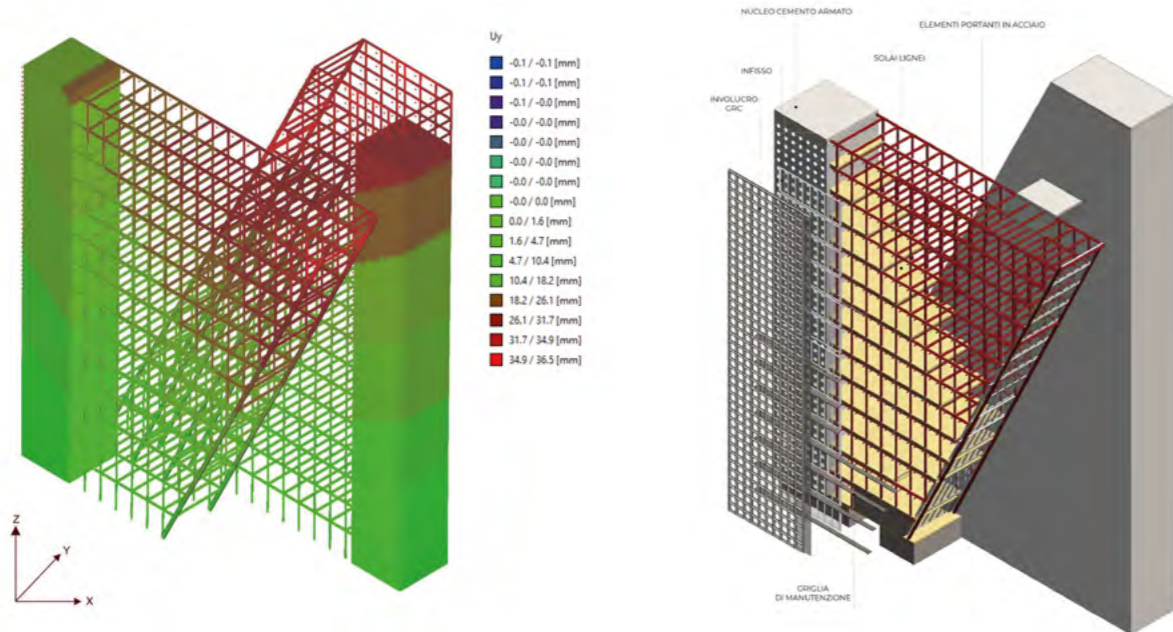 Uy
-0.1 / -0.1 [mm]
-0.1 / -0.1 [mm]
-0.1 / -0.0 [mm]
-0.0 / -0.0 [mm]
-0.0 / -0.0 [mm]
-0.0 / -0.0 [mm]
-0.0 / -0.0 [mm]
-0.0 / 0.0 [mm]
0.0 / 1.6 [mm]
1.6 / 4.7 [mm]
4.7 / 10.4 [mm]
10.4 / 18.2 [mm]
18.2 / 26.1 [mm]
26.1 / 31.7 [mm]
31.7 / 34.9 [mm]
34.9 / 36.5 [mm]
Z
Y
X
NÚCLEO CEMENTO ARMATO
ELEMENTI PORTANTI IN ACCIAIO
SOLAI LIGNEI
INFISSO
INVOLUCRO
GRC
GRIGLIA
DI MANUTENZIONE